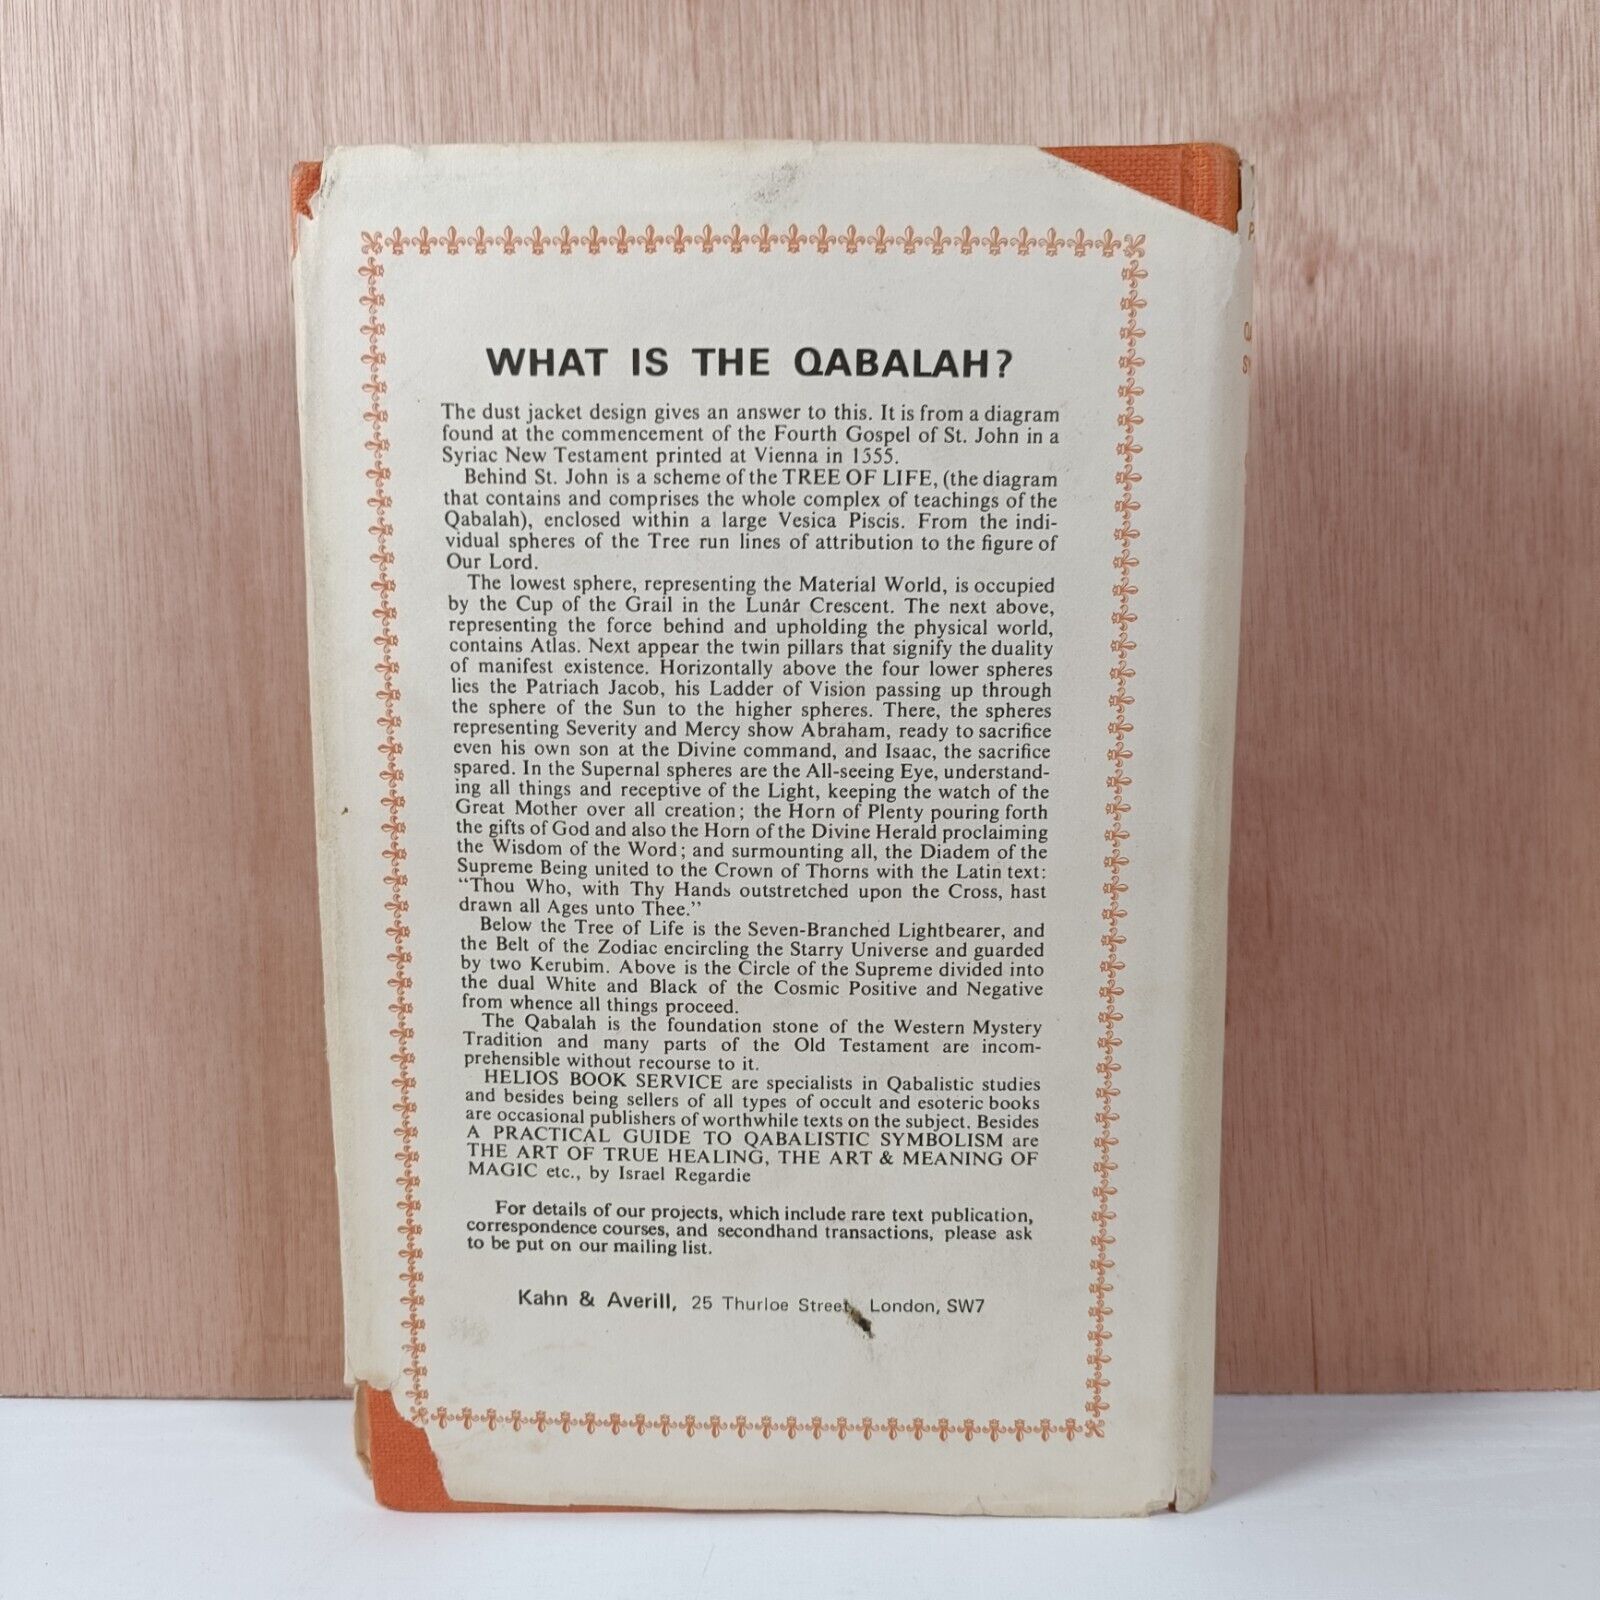 WHAT IS THE QABALAH?
The dust jacket design gives an answer to this. It is from a diagram
found at the commencement of the Fourth Gospel of St. John in a
Syriac New Testament printed at Vienna in 1555.
Behind St. John is a scheme of the TREE OF LIFE, (the diagram
that contains and comprises the whole complex of teachings of the
Qabalah), enclosed within a large Vesica Piscis. From the indi-
vidual spheres of the Tree run lines of attribution to the figure of
Our Lord.
The lowest sphere, representing the Material World, is occupied
by the Cup of the Grail in the Lunár Crescent. The next above,
representing the force behind and upholding the physical world,
contains Atlas. Next appear the twin pillars that signify the duality
of manifest existence. Horizontally above the four lower spheres
lies the Patriach Jacob, his Ladder of Vision passing up through
the sphere of the Sun to the higher spheres. There, the spheres
representing Severity and Mercy show Abraham, ready to sacrifice
even his own son at the Divine command, and Isaac, the sacrifice
spared. In the Supernal spheres are the All-seeing Eye, understand-
ing all things and receptive of the Light, keeping the watch of the
Great Mother over all creation; the Horn of Plenty pouring forth
the gifts of God and also the Horn of the Divine Herald proclaiming
the Wisdom of the Word; and surmounting all, the Diadem of the
Supreme Being united to the Crown of Thorns with the Latin text:
"Thou Who, with Thy Hands outstretched upon the Cross, hast
drawn all Ages unto Thee."
Below the Tree of Life is the Seven-Branched Lightbearer, and
the Belt of the Zodiac encircling the Starry Universe and guarded
by two Kerubim. Above is the Circle of the Supreme divided into
the dual White and Black of the Cosmic Positive and Negative
from whence all things proceed.
The Qabalah is the foundation stone of the Western Mystery
Tradition and many parts of the Old Testament are incom-
prehensible without recourse to it.
HELIOS BOOK SERVICE are specialists in Qabalistic studies
and besides being sellers of all types of occult and esoteric books
are occasional publishers of worthwhile texts on the subject. Besides
A PRACTICAL GUIDE TO QABALISTIC SYMBOLISM are
THE ART OF TRUE HEALING, THE ART & MEANING OF
MAGIC etc., by Israel Regardie
For details of our projects, which include rare text publication,
correspondence courses, and secondhand transactions, please ask
to be put on our mailing list.
Kahn & Averill, 25 Thurloe Street, London, SW7